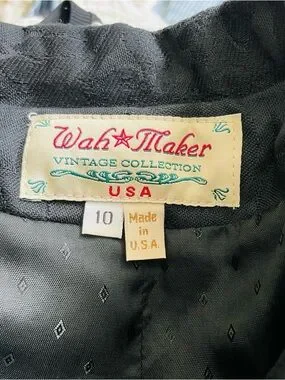 Wah★Maker
VINTAGE COLLECTION
USA
10
Made
in
U.S.A.